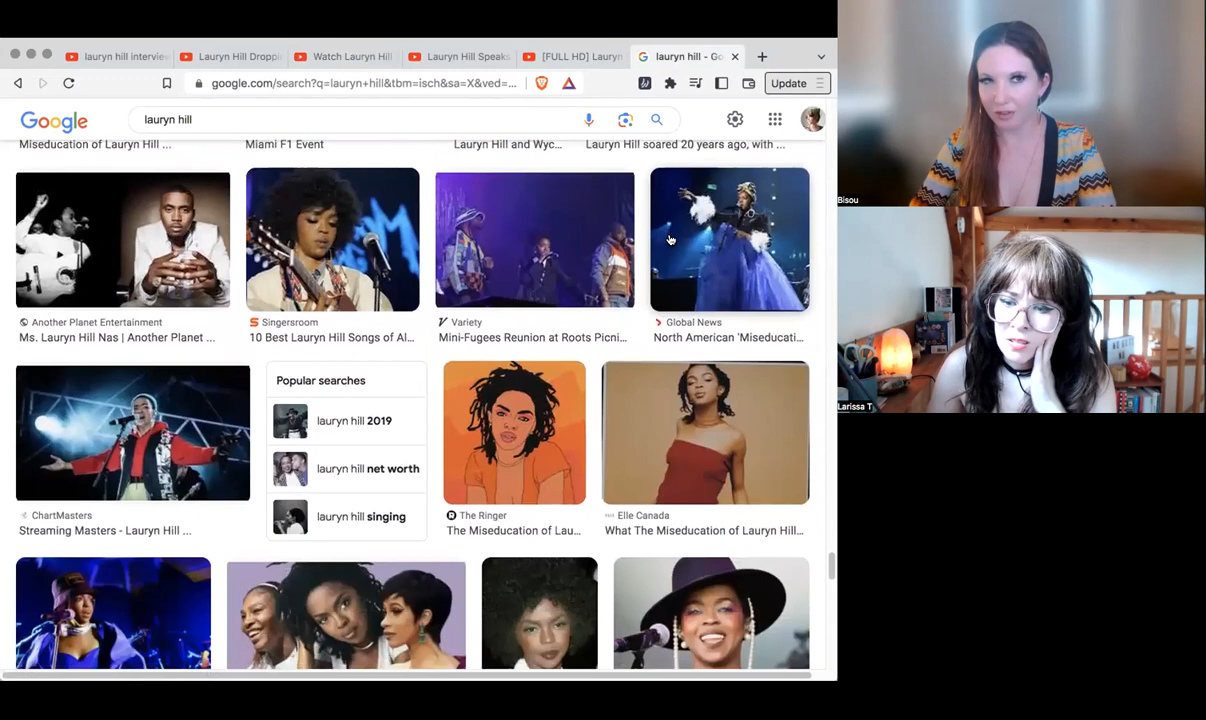 lauryn hill interview
Lauryn Hill Droppi
Watch Lauryn Hill
Lauryn Hill Speaks
[FULL HD] Lauryn
lauryn hill - Go
google.com/search?q=lauryn+hill&tbm=isch&sa=X&ved=...
Update
Google
lauryn hill
Miseducation of Lauryn Hill ...
Miami F1 Event
Lauryn Hill and Wyc...
Lauryn Hill soared 20 years ago, with ...
Another Planet Entertainment
Ms. Lauryn Hill Nas | Another Planet ...
Singersroom
10 Best Lauryn Hill Songs of Al...
Variety
Mini-Fugees Reunion at Roots Picni...
Global News
North American 'Miseducati...
Popular searches
lauryn hill 2019
lauryn hill net worth
lauryn hill singing
ChartMasters
Streaming Masters - Lauryn Hill ...
The Ringer
The Miseducation of Lau...
Elle Canada
What The Miseducation of Lauryn Hill...
Bisou
Larissa T